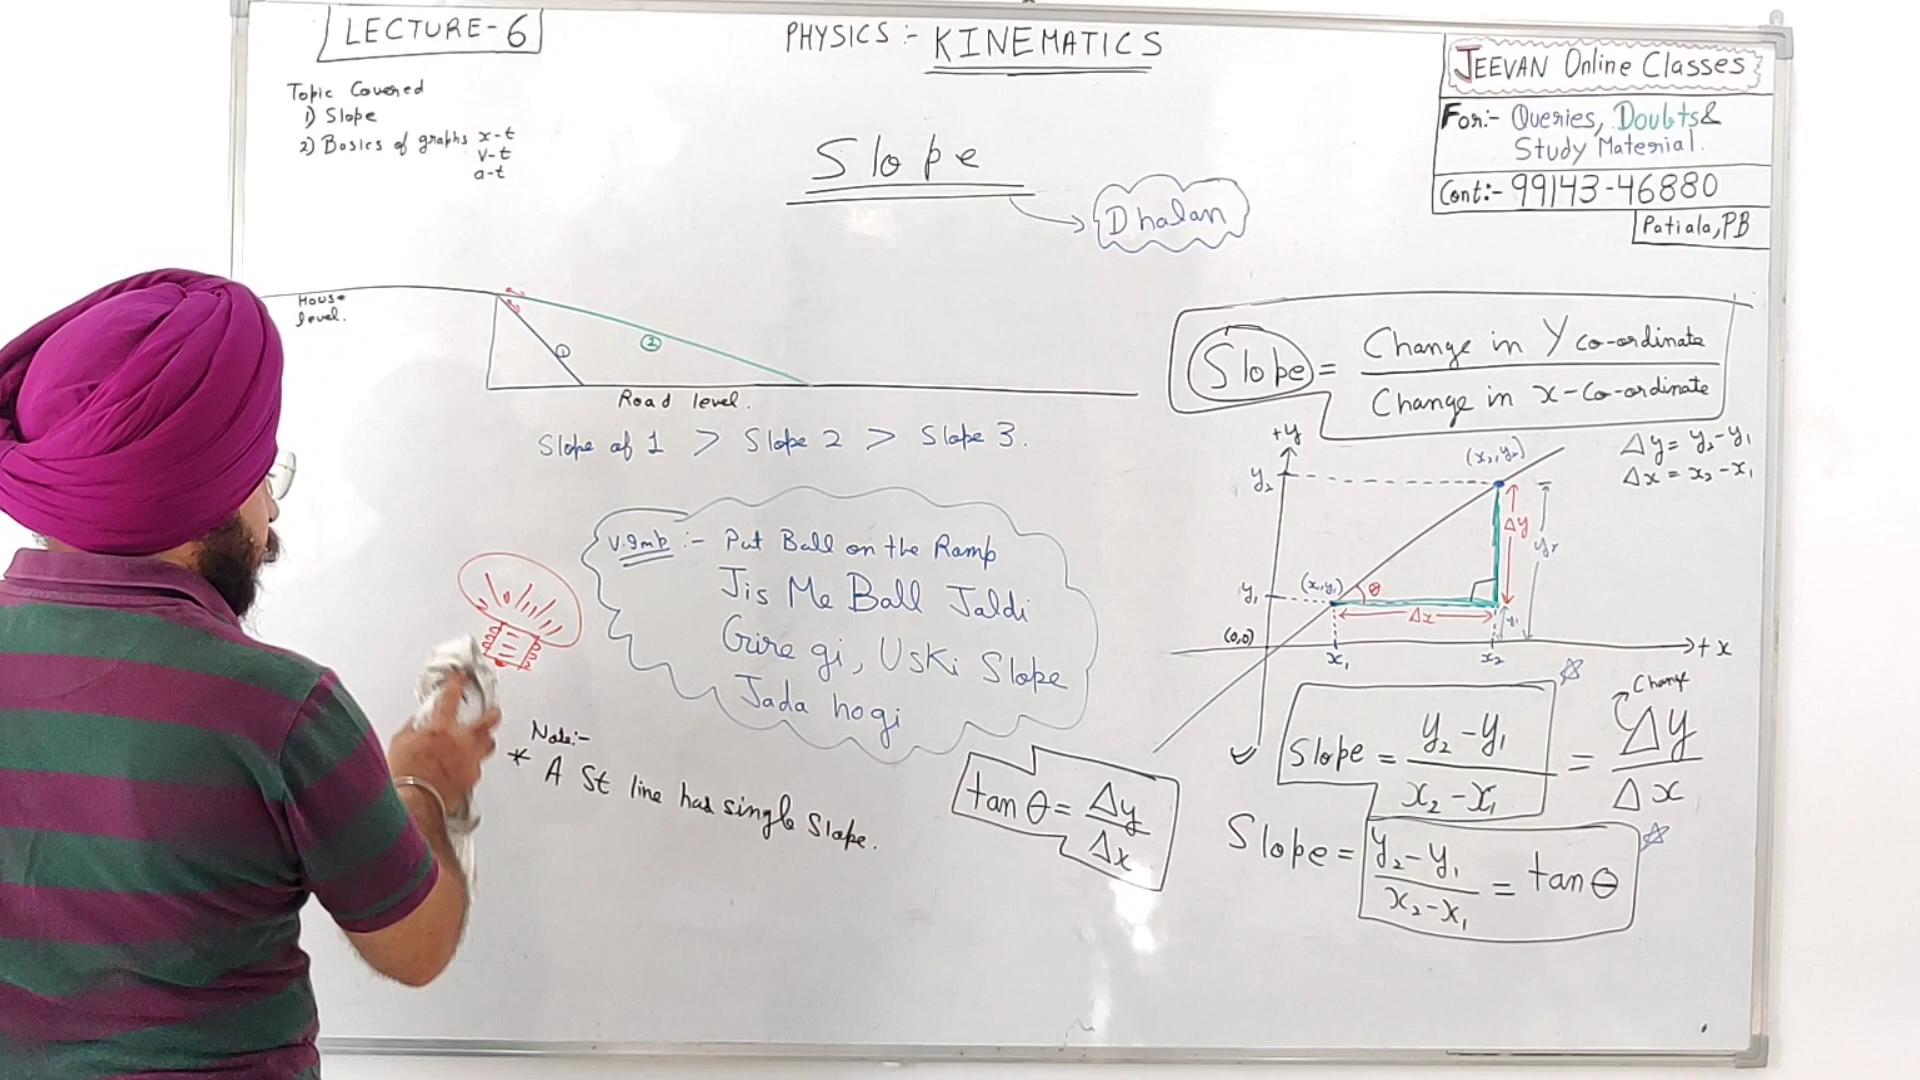 LECTURE-6
PHYSICS :- KINEMATICS
JEEVAN Online Classes
For:- Queries, Doubts &
Study Material.
Cont:- 99143-46880
Patiala, PB
Topic Covered
1) Slope
2) Basics of graphs x-t
v-t
a-t
Slope
Dhalan
House
level.
1
2
Road level.
Slope of 1 > Slope 2 > Slope 3.
V.Imp :- Put Ball on the Ramp
Jis Me Ball Jaldi
Gire gi, Uski Slope
Jada hogi
Note:-
* A St line has single Slope.
tan θ = Δy/Δx
Slope = Change in Y co-ordinate / Change in x-co-ordinate
Δy = y₂-y₁
Δx = x₂-x₁
+y
(x₂,y₂)
y₂
Δy
y₂
y₁
(x₁y₁)
θ
Δx
y₁
(0,0)
x₁
x₂
+x
Change
Slope = y₂-y₁/x₂-x₁ = Δy/Δx
Slope = y₂-y₁/x₂-x₁ = tan θ